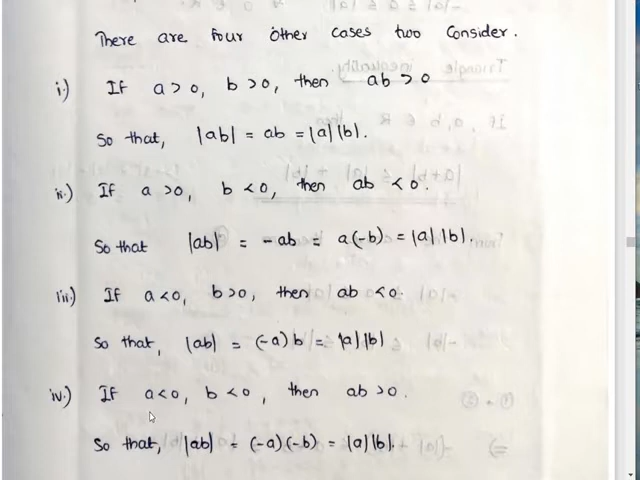 There are four other cases two Consider.
i.) If a > 0, b > 0, then ab > 0
So that, |ab| = ab = |a| |b|.
ii.) If a > 0, b < 0, then ab < 0.
So that |ab| = -ab = a(-b) = |a| |b|.
iii.) If a < 0, b > 0, then ab < 0.
So that, |ab| = (-a) b = |a| |b|
iv.) If a < 0, b < 0, then ab > 0.
So that, |ab| = (-a) (-b) = |a| |b|.